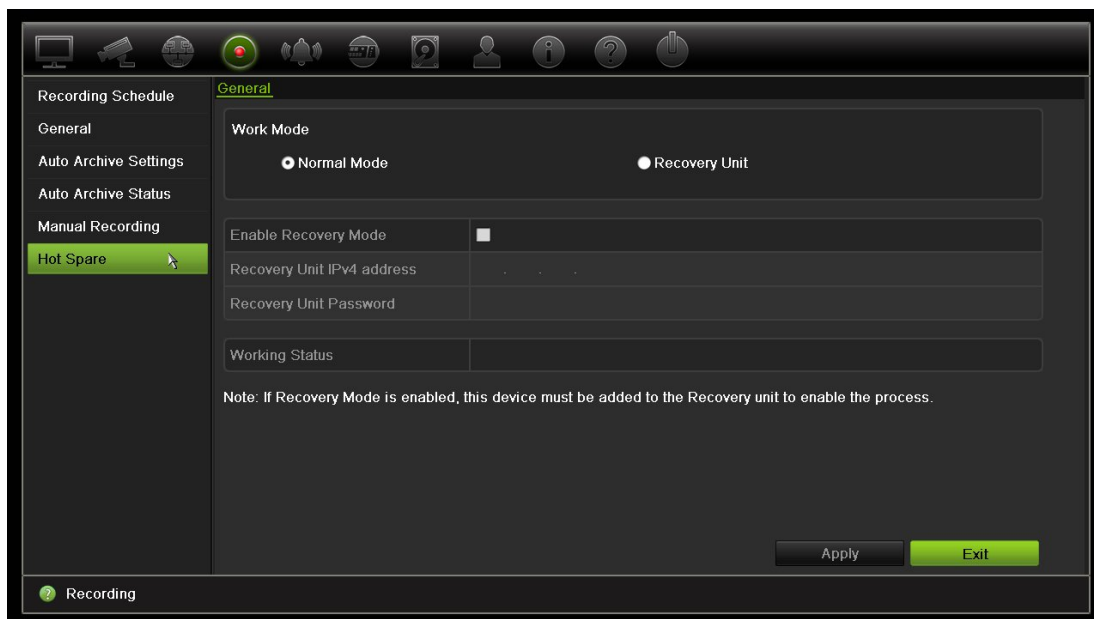 General
Recording Schedule
General
Auto Archive Settings
Auto Archive Status
Manual Recording
Hot Spare
Work Mode
Normal Mode
Recovery Unit
Enable Recovery Mode
Recovery Unit IPv4 address
. . .
Recovery Unit Password
Working Status
Note: If Recovery Mode is enabled, this device must be added to the Recovery unit to enable the process.
Apply
Exit
? Recording